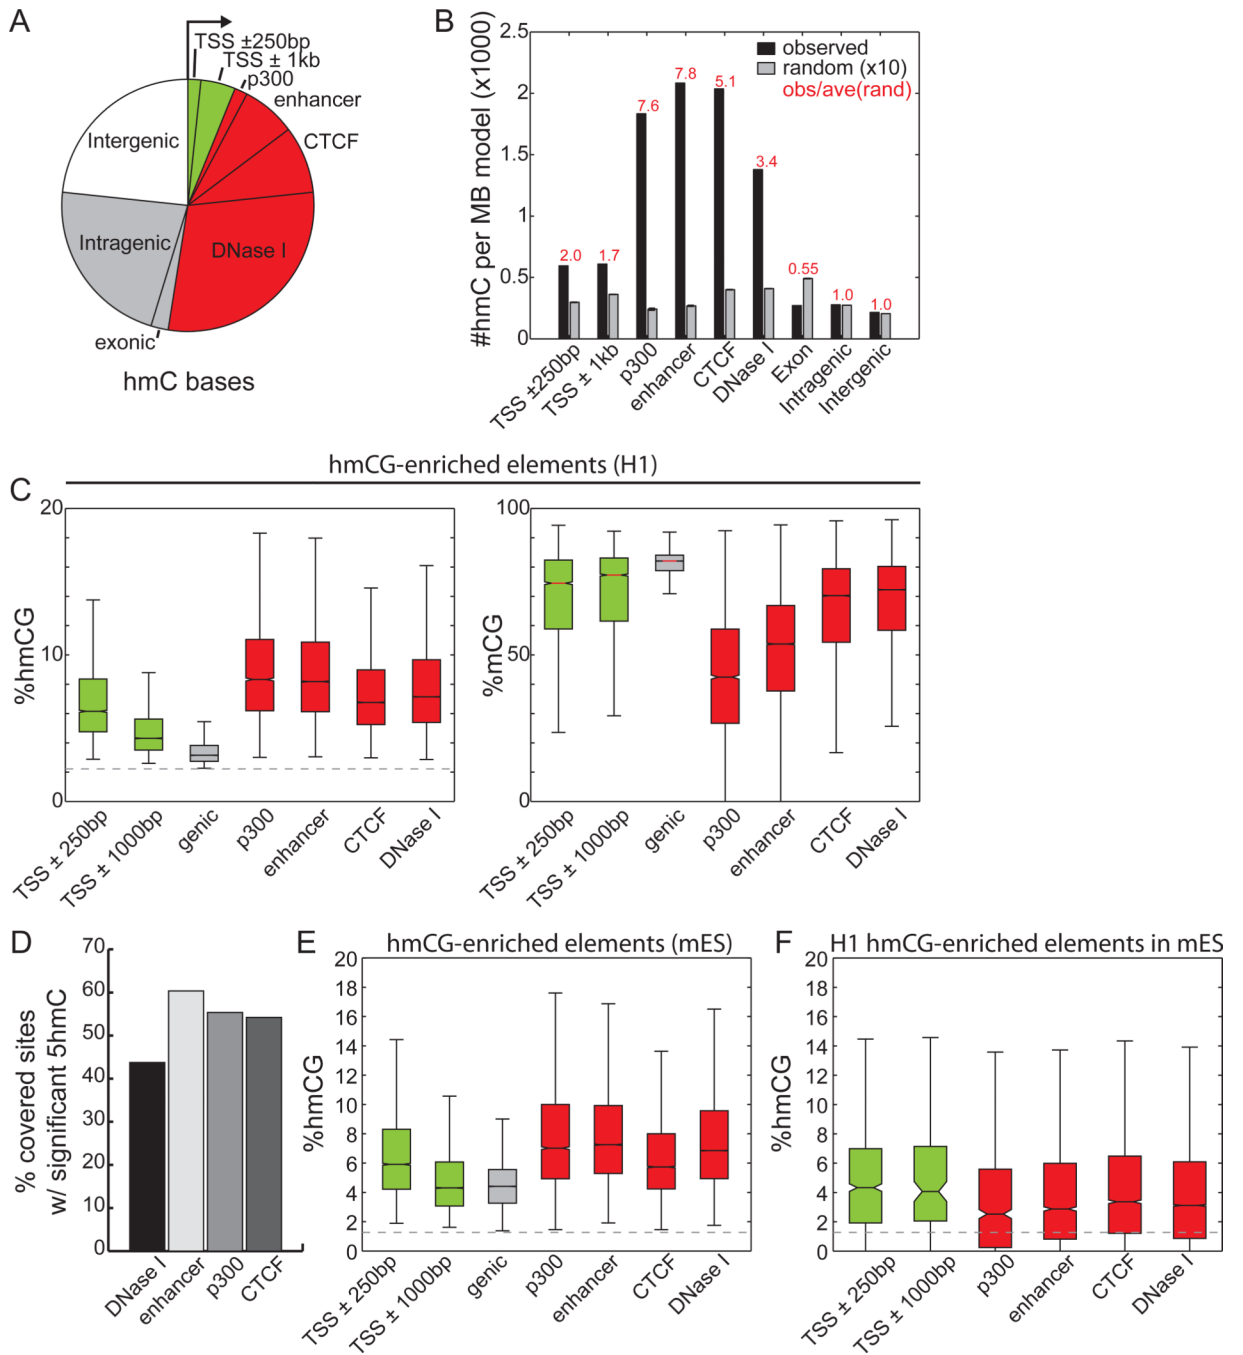 A
TSS ±250bp
TSS ± 1kb
p300
enhancer
CTCF
DNase I
exonic
Intragenic
Intergenic
hmC bases
B
#hmC per MB model (x1000)
2.5
2
1.5
1
0.5
0
observed
random (x10)
obs/ave(rand)
2.0
1.7
7.6
7.8
5.1
3.4
0.55
1.0
1.0
TSS ±250bp
TSS ± 1kb
p300
enhancer
CTCF
DNase I
Exon
Intragenic
Intergenic
hmCG-enriched elements (H1)
C
%hmCG
20
10
0
TSS ± 250bp
TSS ± 1000bp
genic
p300
enhancer
CTCF
DNase I
%mCG
100
50
0
TSS ± 250bp
TSS ± 1000bp
genic
p300
enhancer
CTCF
DNase I
D
% covered sites
w/ significant 5hmC
70
60
50
40
30
20
10
0
DNase I
enhancer
p300
CTCF
E
hmCG-enriched elements (mES)
%hmCG
20
18
16
14
12
10
8
6
4
2
0
TSS ± 250bp
TSS ± 1000bp
genic
p300
enhancer
CTCF
DNase I
F
H1 hmCG-enriched elements in mES
%hmCG
20
18
16
14
12
10
8
6
4
2
0
TSS ± 250bp
TSS ± 1000bp
p300
enhancer
CTCF
DNase I